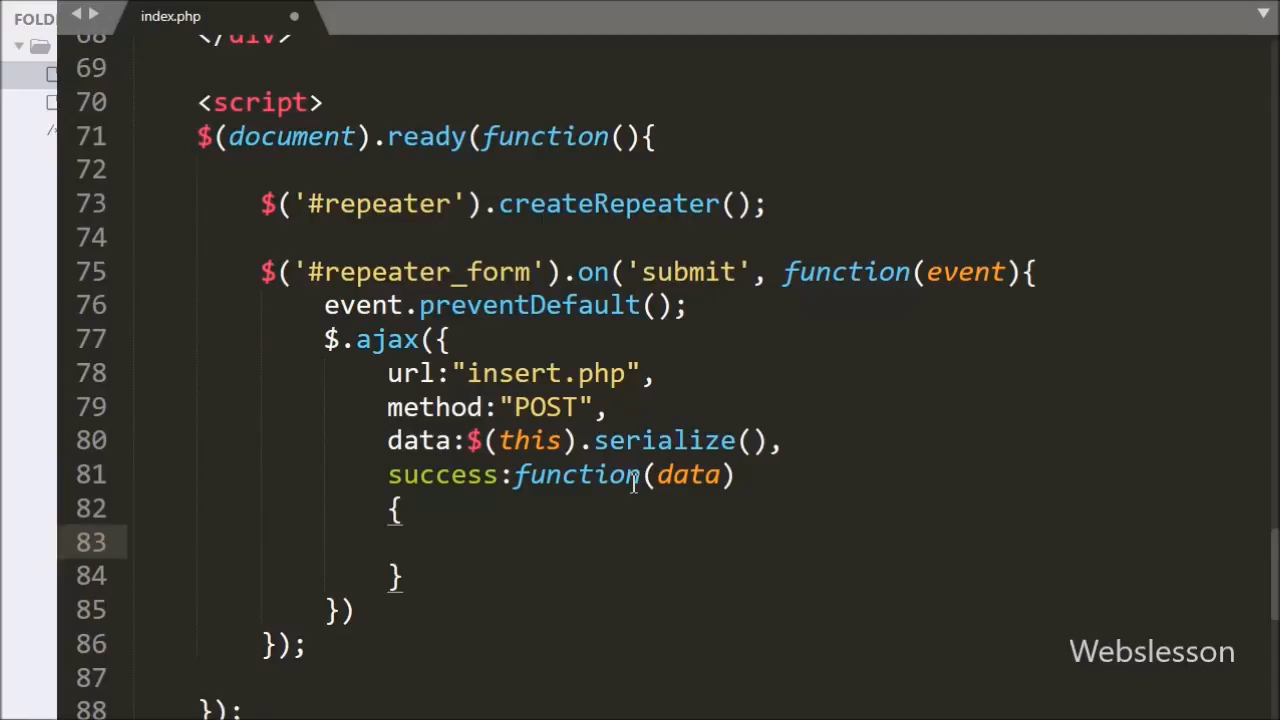 index.php
FOLD
68 </div>
69
70 <script>
71 $(document).ready(function(){
72
73 $('#repeater').createRepeater();
74
75 $('#repeater_form').on('submit', function(event){
76 event.preventDefault();
77 $.ajax({
78 url:"insert.php",
79 method:"POST",
80 data:$(this).serialize(),
81 success:function(data)
82 {
83
84 }
85 })
86 });
87
88 });
Webslesson